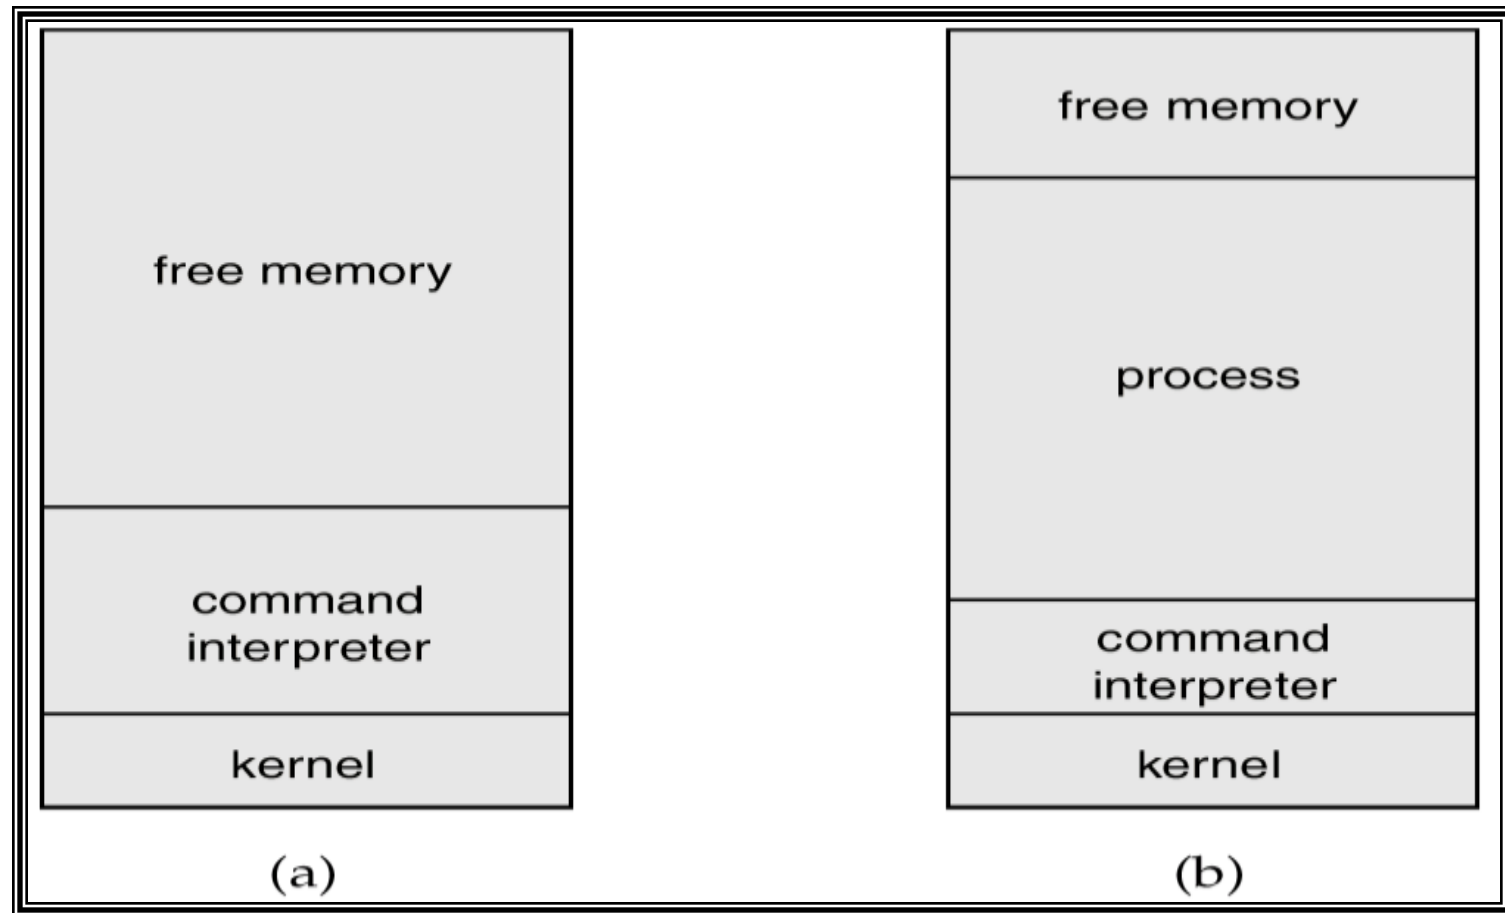 free memory
command
interpreter
kernel
(a)
free memory
process
command
interpreter
kernel
(b)